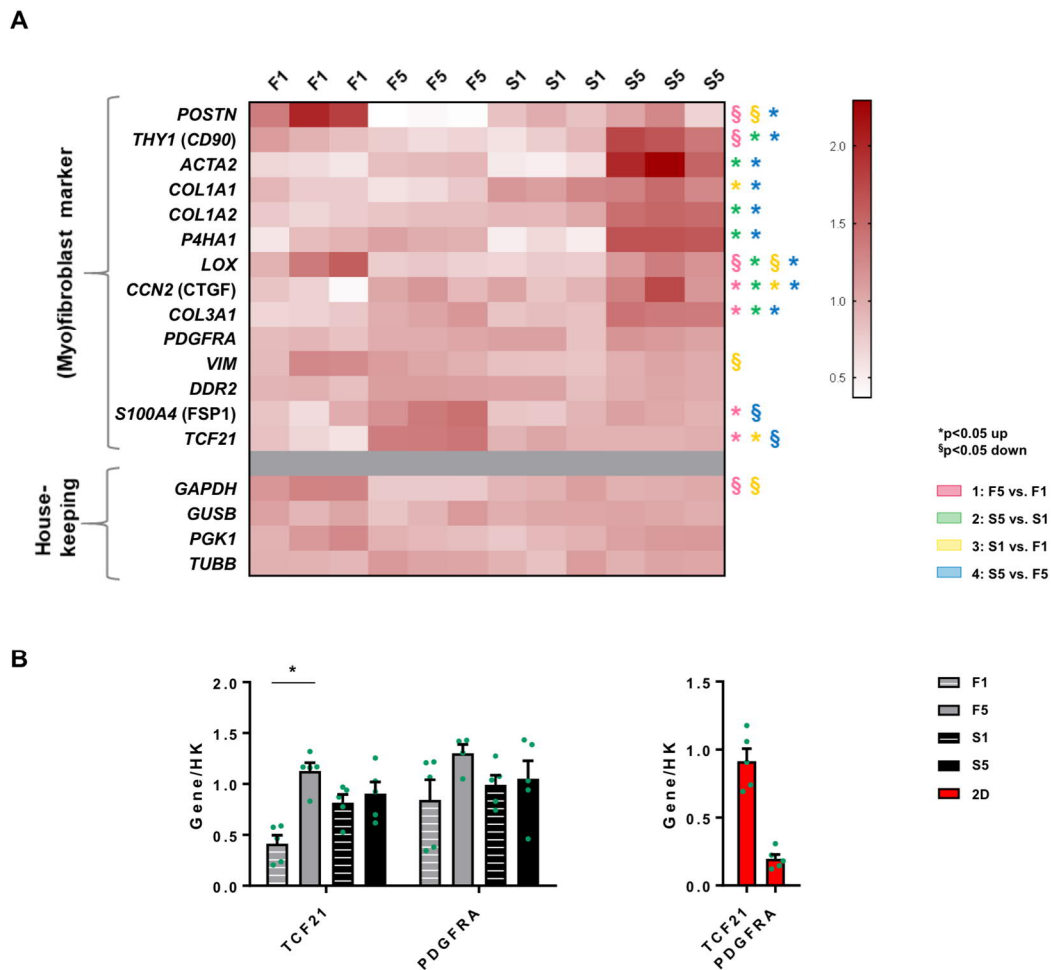 A
F1 F1 F1 F5 F5 F5 S1 S1 S1 S5 S5 S5
(Myo)fibroblast marker
POSTN § § *
THY1 (CD90) § * *
ACTA2 * *
COL1A1 * *
COL1A2 * *
P4HA1 * *
LOX § * § *
CCN2 (CTGF) * * * *
COL3A1 * * *
PDGFRA
VIM §
DDR2
S100A4 (FSP1) * §
TCF21 * * §
House-
keeping
GAPDH § §
GUSB
PGK1
TUBB
2.0
1.5
1.0
0.5
*p<0.05 up
§p<0.05 down
1: F5 vs. F1
2: S5 vs. S1
3: S1 vs. F1
4: S5 vs. F5
B
Gene/HK
2.0
1.5
1.0
0.5
0.0
*
TCF21
PDGFRA
Gene/HK
1.5
1.0
0.5
0.0
TCF21
PDGFRA
F1
F5
S1
S5
2D